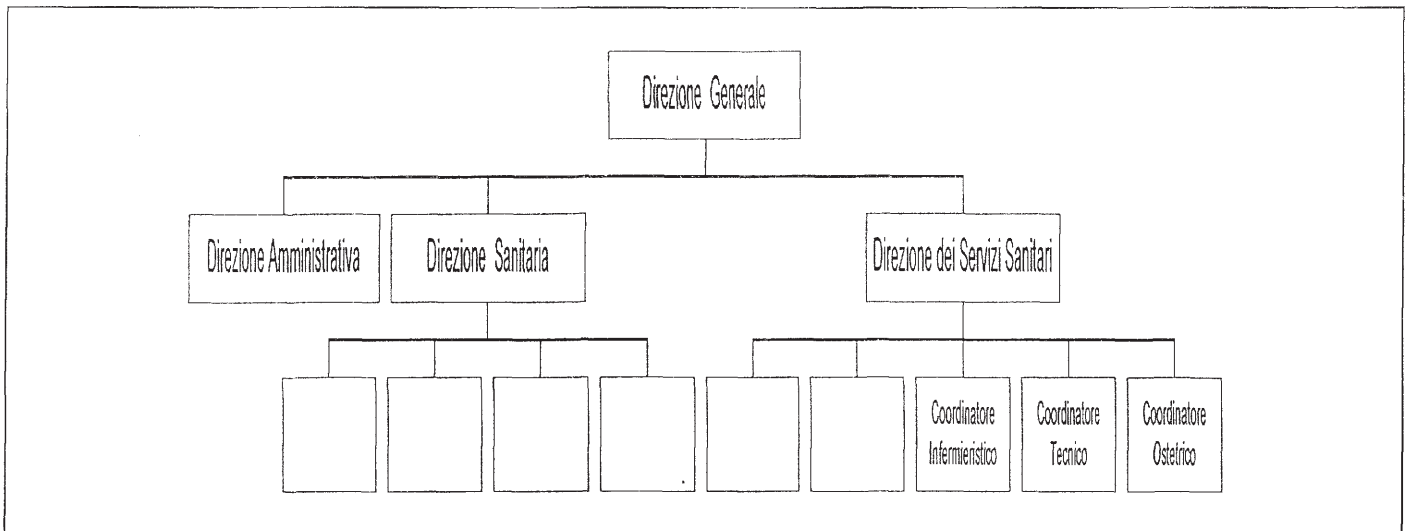 Direzione Generale
Direzione Amministrativa
Direzione Sanitaria
Direzione dei Servizi Sanitari
Coordinatore
Infermieristico
Coordinatore
Tecnico
Coordinatore
Ostetrico